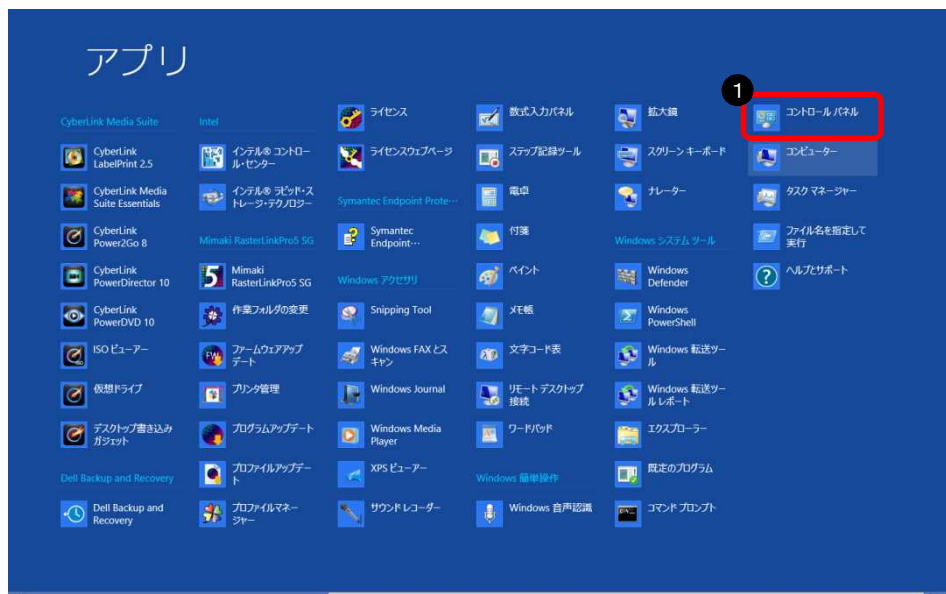 アプリ
1
CyberLink Media Suite
CyberLink
LabelPrint 2.5
CyberLink Media
Suite Essentials
CyberLink
Power2Go 8
CyberLink
PowerDirector 10
CyberLink
PowerDVD 10
ISO ビューアー
仮想ドライブ
デスクトップ書き込み
ガジェット
Dell Backup and Recovery
Dell Backup and
Recovery
Intel
インテル® コントロー
ル・センター
インテル® ラピッド・ス
トレージ・テクノロジー
Mimaki RasterLinkPro5 SG
Mimaki
RasterLinkPro5 SG
作業フォルダの変更
ファームウェアアップ
デート
プリンタ管理
プログラムアップデート
プロファイルアップデー
ト
プロファイルマネー
ジャー
ライセンス
ライセンスウェブページ
Symantec Endpoint Prote…
Symantec
Endpoint…
Windows アクセサリ
Snipping Tool
Windows FAX とス
キャン
Windows Journal
Windows Media
Player
XPS ビューアー
サウンド レコーダー
数式入力パネル
ステップ記録ツール
電卓
付箋
ペイント
メモ帳
文字コード表
リモート デスクトップ
接続
ワードパッド
Windows 簡単操作
Windows 音声認識
拡大鏡
スクリーン キーボード
ナレーター
Windows システム ツール
Windows
Defender
Windows
PowerShell
Windows 転送ツー
ル
Windows 転送ツー
ル レポート
エクスプローラー
既定のプログラム
コマンド プロンプト
コントロール パネル
コンピューター
タスク マネージャー
ファイル名を指定して
実行
ヘルプとサポート